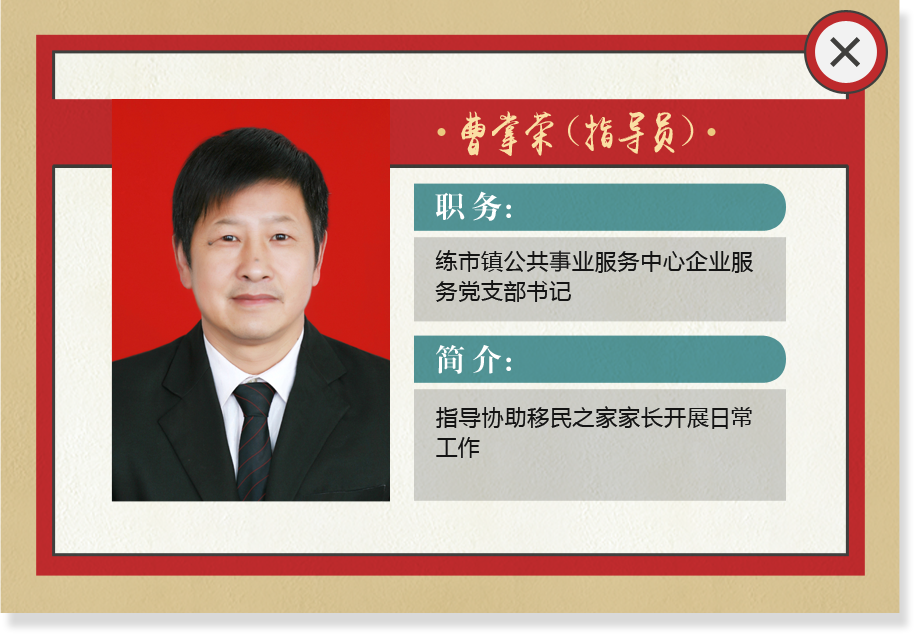 ·曹掌荣（指导员）·
职务:
练市镇公共事业服务中心企业服
务党支部书记
简介:
指导协助移民之家家长开展日常
工作